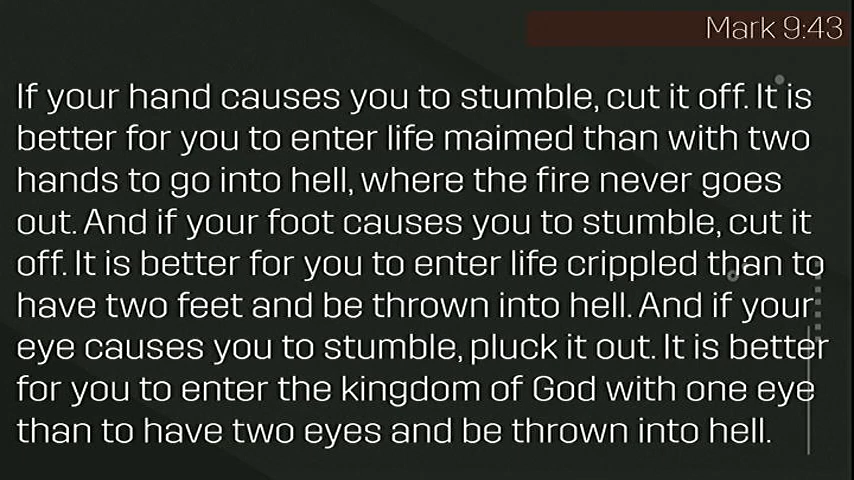 Mark 9:43
If your hand causes you to stumble, cut it off. It is
better for you to enter life maimed than with two
hands to go into hell, where the fire never goes
out. And if your foot causes you to stumble, cut it
off. It is better for you to enter life crippled than to
have two feet and be thrown into hell. And if your
eye causes you to stumble, pluck it out. It is better
for you to enter the kingdom of God with one eye
than to have two eyes and be thrown into hell.